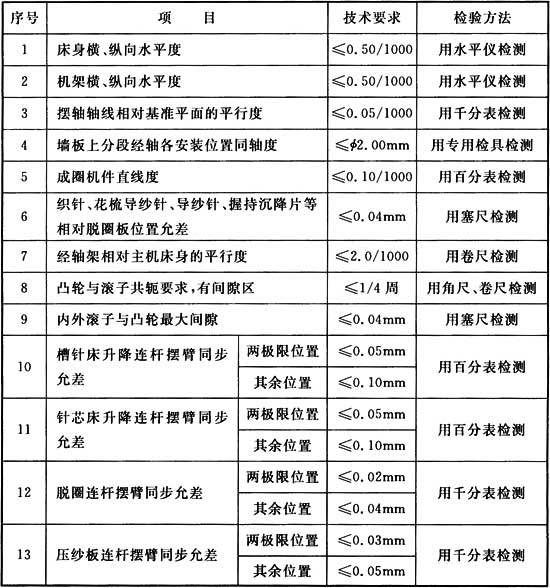 序号 项 目 技术要求 检验方法
1 床身横、纵向水平度 ≤0.50/1000 用水平仪检测
2 机架横、纵向水平度 ≤0.50/1000 用水平仪检测
3 摆轴轴线相对基准平面的平行度 ≤0.05/1000 用千分表检测
4 墙板上分段经轴各安装位置同轴度 ≤ϕ2.00mm 用专用检具检测
5 成圈机件直线度 ≤0.10/1000 用百分表检测
6 织针、花梳导纱针、导纱针、握持沉降片等
相对脱圈板位置允差 ≤0.04mm 用塞尺检测
7 经轴架相对主机床身的平行度 ≤2.0/1000 用卷尺检测
8 凸轮与滚子共轭要求，有间隙区 ≤1/4 周 用角尺、卷尺检测
9 内外滚子与凸轮最大间隙 ≤0.04mm 用塞尺检测
10 槽针床升降连杆摆臂同步
允差 两极限位置 ≤0.05mm 用百分表检测
其余位置 ≤0.10mm
11 针芯床升降连杆摆臂同步
允差 两极限位置 ≤0.05mm 用百分表检测
其余位置 ≤0.10mm
12 脱圈连杆摆臂同步允差 两极限位置 ≤0.02mm 用千分表检测
其余位置 ≤0.04mm
13 压纱板连杆摆臂同步允差 两极限位置 ≤0.03mm 用千分表检测
其余位置 ≤0.05mm